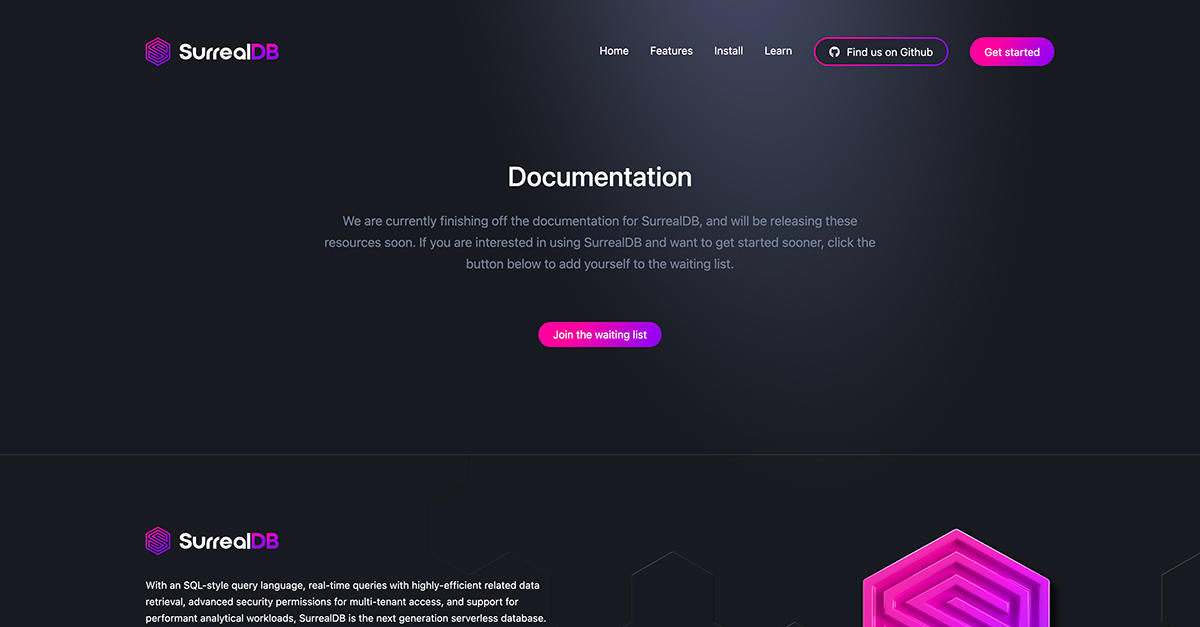 SurrealDB
Home
Features
Install
Learn
Find us on Github
Get started
Documentation
We are currently finishing off the documentation for SurrealDB, and will be releasing these
resources soon. If you are interested in using SurrealDB and want to get started sooner, click the
button below to add yourself to the waiting list.
Join the waiting list
SurrealDB
With an SQL-style query language, real-time queries with highly-efficient related data
retrieval, advanced security permissions for multi-tenant access, and support for
performant analytical workloads, SurrealDB is the next generation serverless database.